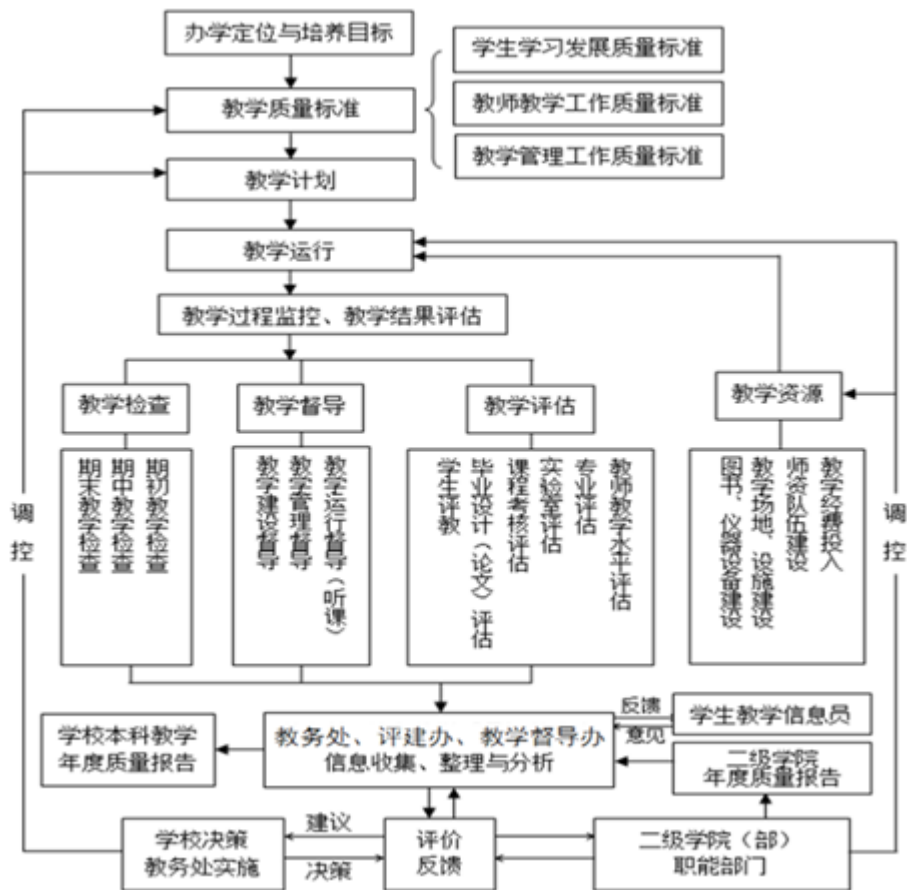 办学定位与培养目标
学生学习发展质量标准
教学质量标准
教师教学工作质量标准
教学管理工作质量标准
教学计划
教学运行
教学过程监控、教学结果评估
教学检查
教学督导
教学评估
教学资源
期初教学检查
期中教学检查
期末教学检查
教学运行督导（听课）
教学管理督导
教学建设督导
教师教学水平评估
专业评估
实验室评估
课程考核评估
毕业设计（论文）评估
学生评教
教学经费投入
师资队伍建设
教学场地、设施建设
图书、仪器设备建设
调控
调控
反馈
学生教学信息员
意见
学校本科教学
年度质量报告
教务处、评建办、教学督导办
信息收集、整理与分析
二级学院
年度质量报告
建议
学校决策
教务处实施
决策
评价
反馈
二级学院（部）
职能部门